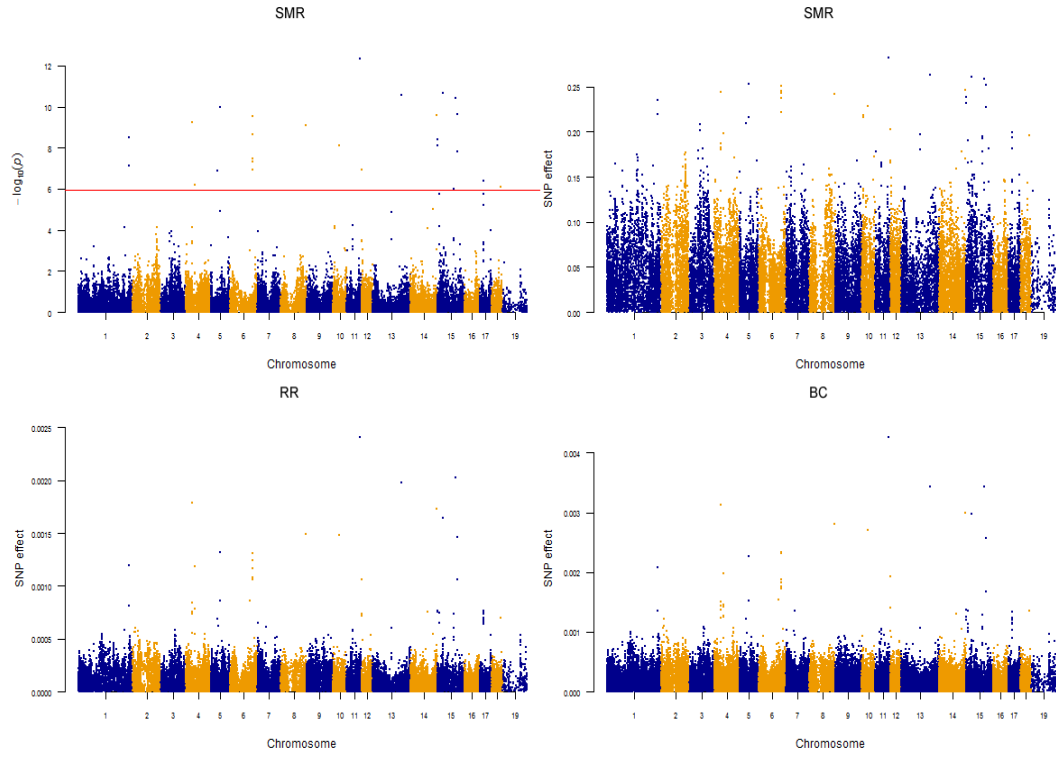 SMR
12
10
8
6
4
2
0
− log₁₀(p)
1 2 3 4 5 6 7 8 9 10 11 12 13 14 15 16 17 19
Chromosome
SMR
0.25
0.20
0.15
0.10
0.05
0.00
SNP effect
1 2 3 4 5 6 7 8 9 10 11 12 13 14 15 16 17 18 19
Chromosome
RR
0.0025
0.0020
0.0015
0.0010
0.0005
0.0000
SNP effect
1 2 3 4 5 6 7 8 9 10 11 12 13 14 15 16 17 19
Chromosome
BC
0.004
0.003
0.002
0.001
0.000
SNP effect
1 2 3 4 5 6 7 8 9 10 11 12 13 14 15 16 17 18 19
Chromosome